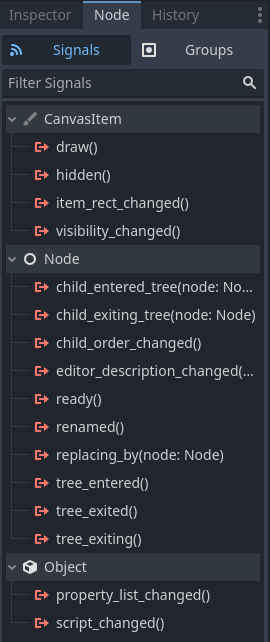 Inspector Node History
Signals Groups
Filter Signals
CanvasItem
draw()
hidden()
item_rect_changed()
visibility_changed()
Node
child_entered_tree(node: No...
child_exiting_tree(node: Node)
child_order_changed()
editor_description_changed(...
ready()
renamed()
replacing_by(node: Node)
tree_entered()
tree_exited()
tree_exiting()
Object
property_list_changed()
script_changed()